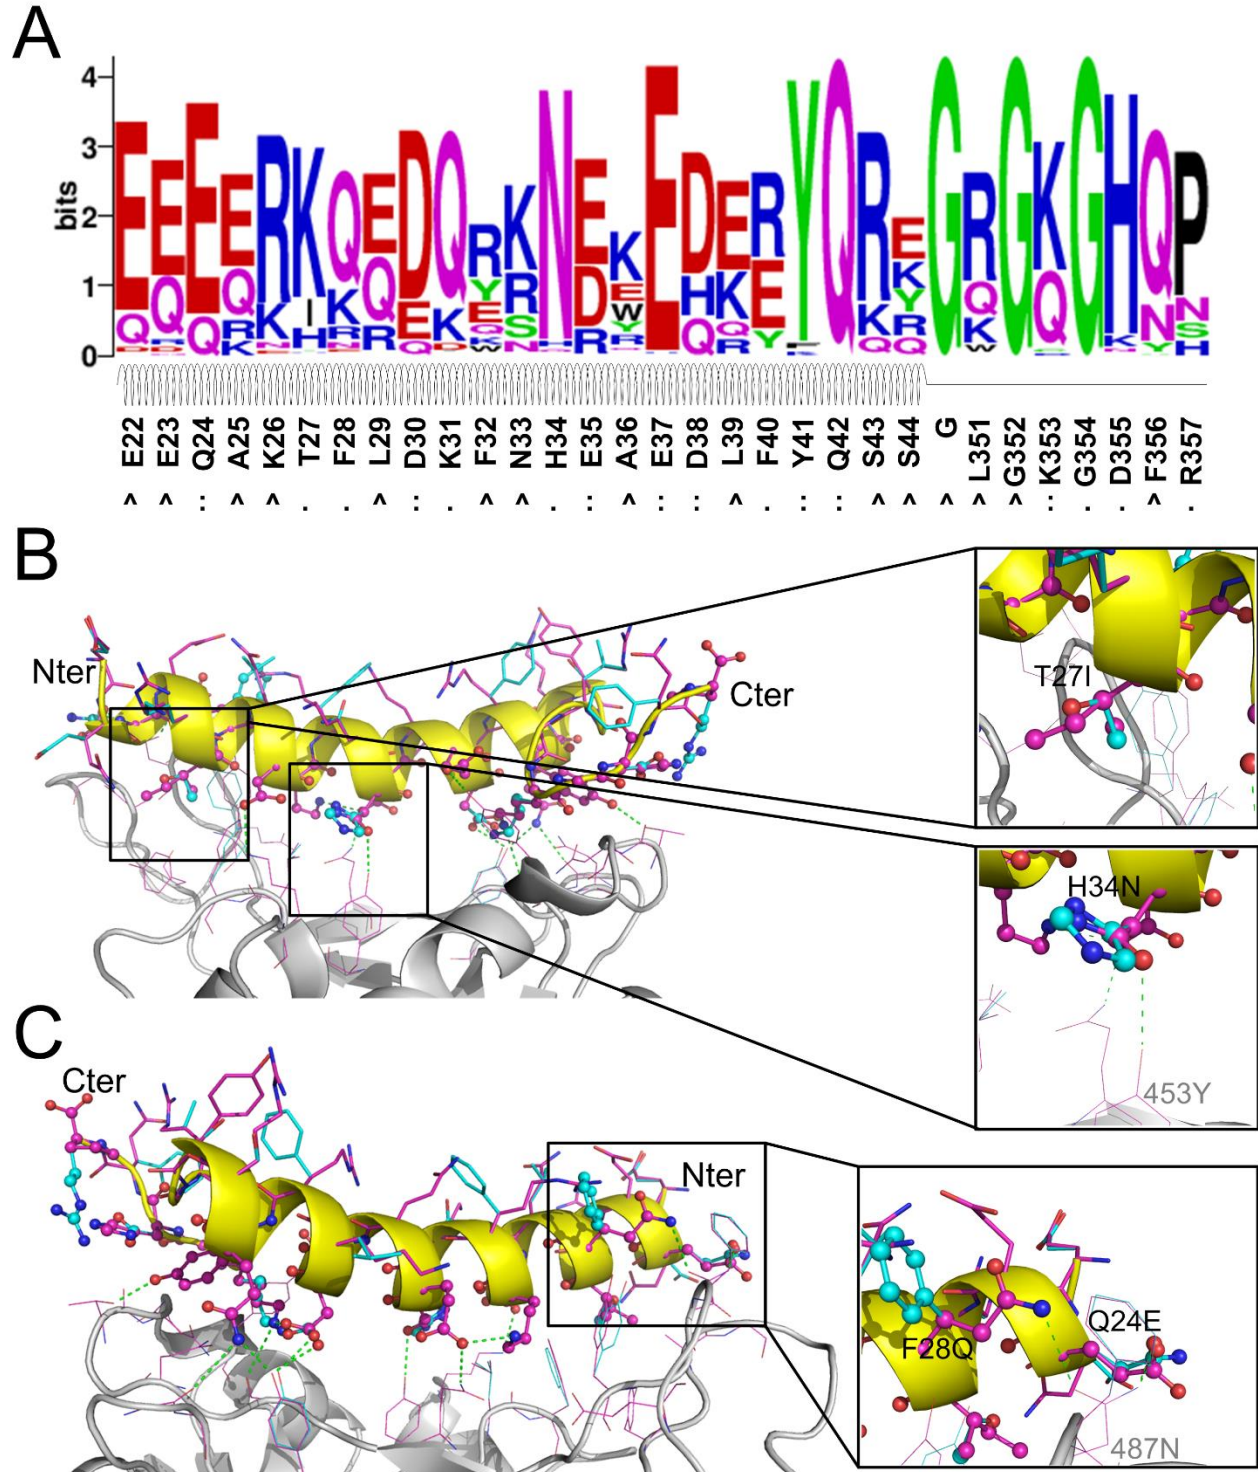 A
4
3
2
1
0
bits
E E E E R K Q E D Q R K N E K E D E R Y Q R E G R G K G H Q P
Q Q Q K I K Q E K Y R D E H K E K Q Q N N
R K H R R Q E S R W Q Q Y Y R K S
E22 E23 Q24 A25 K26 T27 F28 L29 D30 K31 F32 N33 H34 E35 A36 E37 D38 L39 F40 Y41 Q42 S43 S44 G L351 G352 K353 G354 D355 F356 R357
^ ^ : ^ ^ . . ^ : . ^ ^ . : ^ : : ^ . : : ^ ^ ^ ^ ^ : . . ^ .
B
Nter
Cter
T27I
H34N
453Y
C
Cter
Nter
F28Q
Q24E
487N